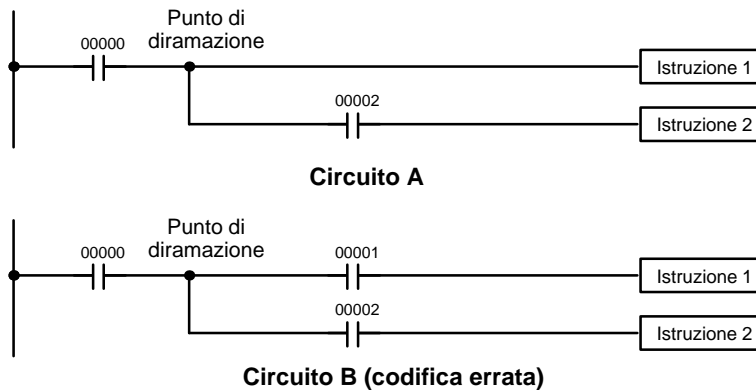 Punto di
diramazione
00000
Istruzione 1
00002
Istruzione 2
Circuito A
Punto di
diramazione
00000
00001
Istruzione 1
00002
Istruzione 2
Circuito B (codifica errata)